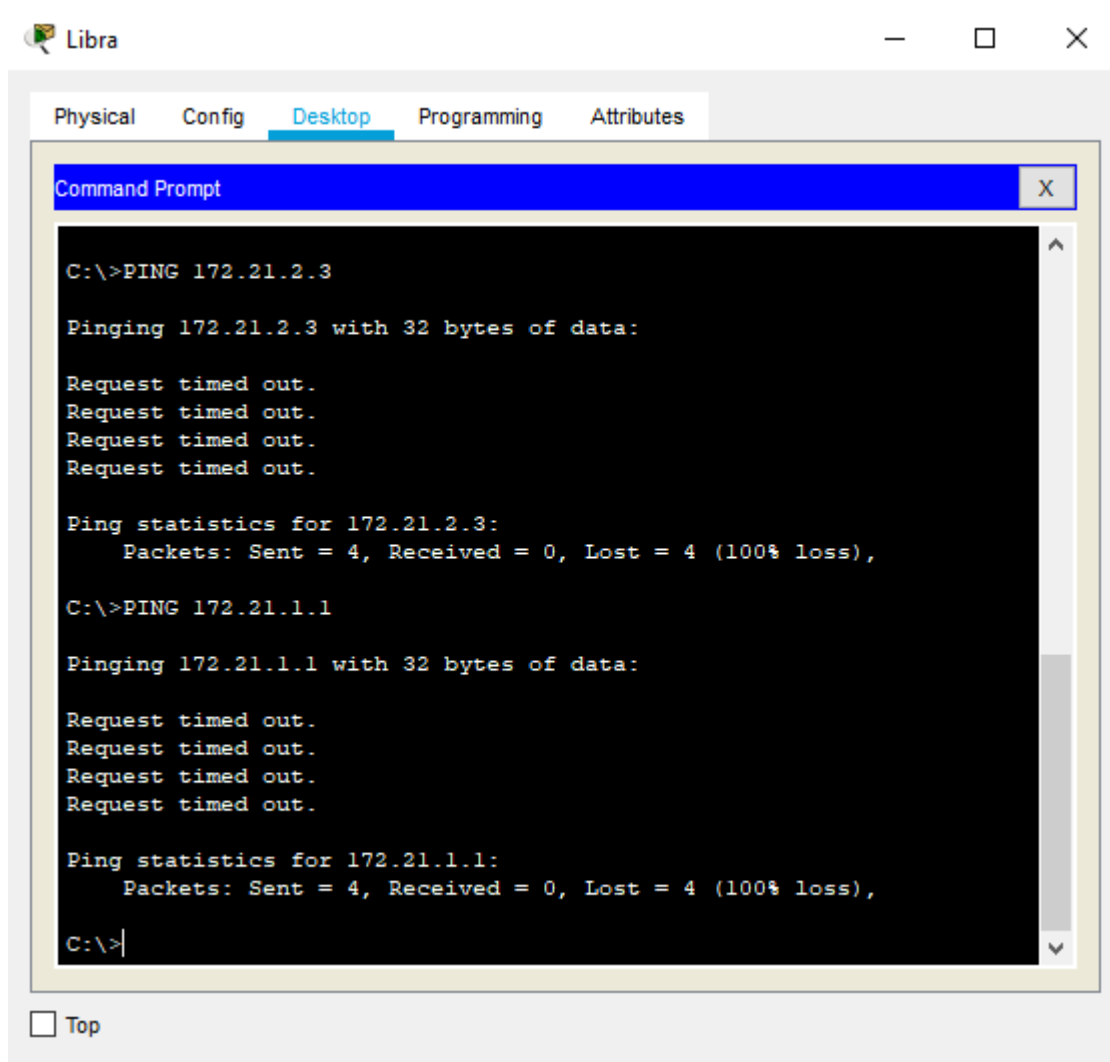 Libra
Physical Config Desktop Programming Attributes
Command Prompt X
C:\>PING 172.21.2.3
Pinging 172.21.2.3 with 32 bytes of data:
Request timed out.
Request timed out.
Request timed out.
Request timed out.
Ping statistics for 172.21.2.3:
Packets: Sent = 4, Received = 0, Lost = 4 (100% loss),
C:\>PING 172.21.1.1
Pinging 172.21.1.1 with 32 bytes of data:
Request timed out.
Request timed out.
Request timed out.
Request timed out.
Ping statistics for 172.21.1.1:
Packets: Sent = 4, Received = 0, Lost = 4 (100% loss),
C:\>
Top